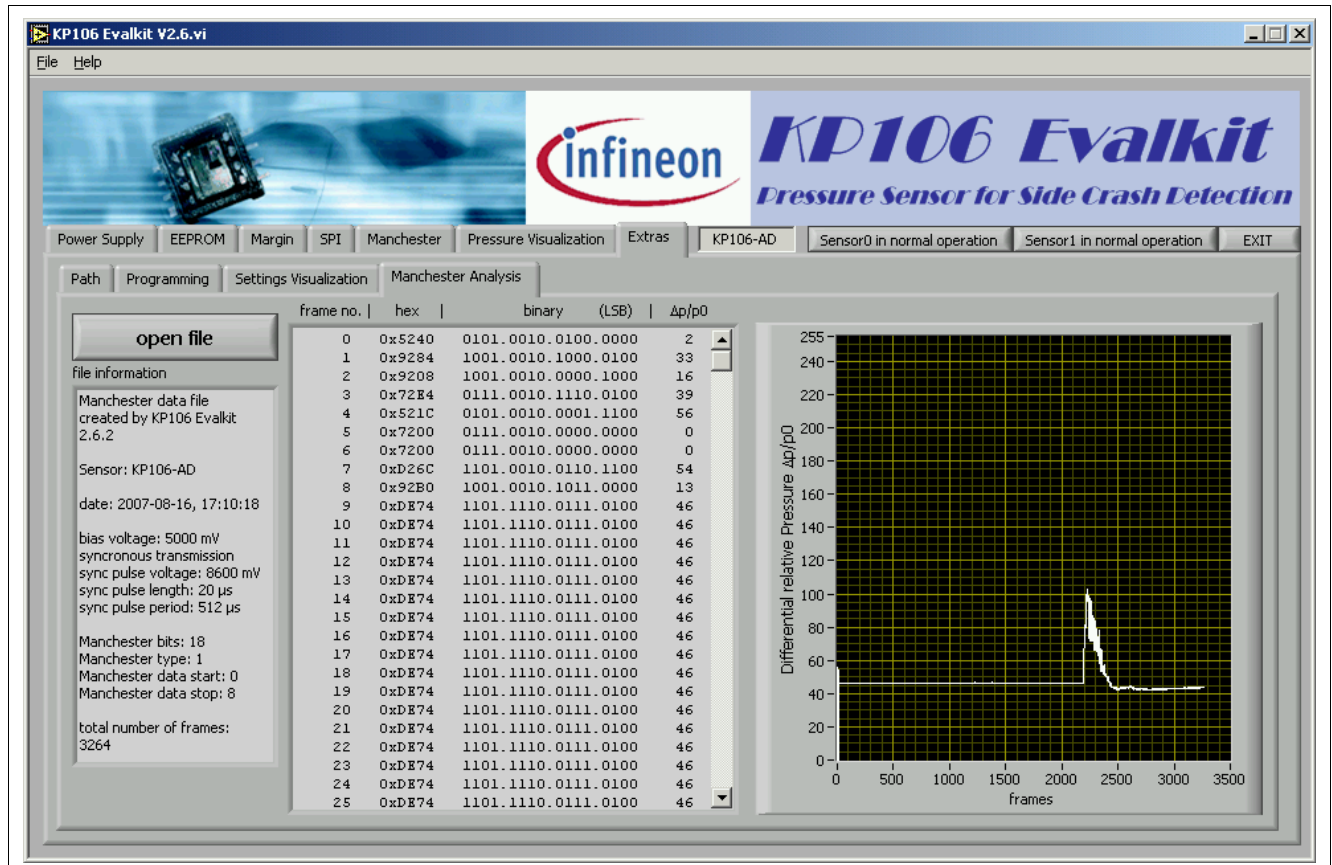 KP106 Evalkit V2.6.vi
File Help
infineon
KP106 Evalkit
Pressure Sensor for Side Crash Detection
Power Supply EEPROM Margin SPI Manchester Pressure Visualization Extras KP106-AD Sensor0 in normal operation Sensor1 in normal operation EXIT
Path Programming Settings Visualization Manchester Analysis
open file
file information
Manchester data file
created by KP106 Evalkit
2.6.2
Sensor: KP106-AD
date: 2007-08-16, 17:10:18
bias voltage: 5000 mV
syncronous transmission
sync pulse voltage: 8600 mV
sync pulse length: 20 µs
sync pulse period: 512 µs
Manchester bits: 18
Manchester type: 1
Manchester data start: 0
Manchester data stop: 8
total number of frames:
3264
frame no. | hex | binary (LSB) | Δp/p0
0 0x5240 0101.0010.0100.0000 2
1 0x9284 1001.0010.1000.0100 33
2 0x9208 1001.0010.0000.1000 16
3 0x72E4 0111.0010.1110.0100 39
4 0x521C 0101.0010.0001.1100 56
5 0x7200 0111.0010.0000.0000 0
6 0x7200 0111.0010.0000.0000 0
7 0xD26C 1101.0010.0110.1100 54
8 0x92B0 1001.0010.1011.0000 13
9 0xDE74 1101.1110.0111.0100 46
10 0xDE74 1101.1110.0111.0100 46
11 0xDE74 1101.1110.0111.0100 46
12 0xDE74 1101.1110.0111.0100 46
13 0xDE74 1101.1110.0111.0100 46
14 0xDE74 1101.1110.0111.0100 46
15 0xDE74 1101.1110.0111.0100 46
16 0xDE74 1101.1110.0111.0100 46
17 0xDE74 1101.1110.0111.0100 46
18 0xDE74 1101.1110.0111.0100 46
19 0xDE74 1101.1110.0111.0100 46
20 0xDE74 1101.1110.0111.0100 46
21 0xDE74 1101.1110.0111.0100 46
22 0xDE74 1101.1110.0111.0100 46
23 0xDE74 1101.1110.0111.0100 46
24 0xDE74 1101.1110.0111.0100 46
25 0xDE74 1101.1110.0111.0100 46
Differential relative Pressure Δp/p0
255
240
220
200
180
160
140
120
100
80
60
40
20
0
0 500 1000 1500 2000 2500 3000 3500
frames